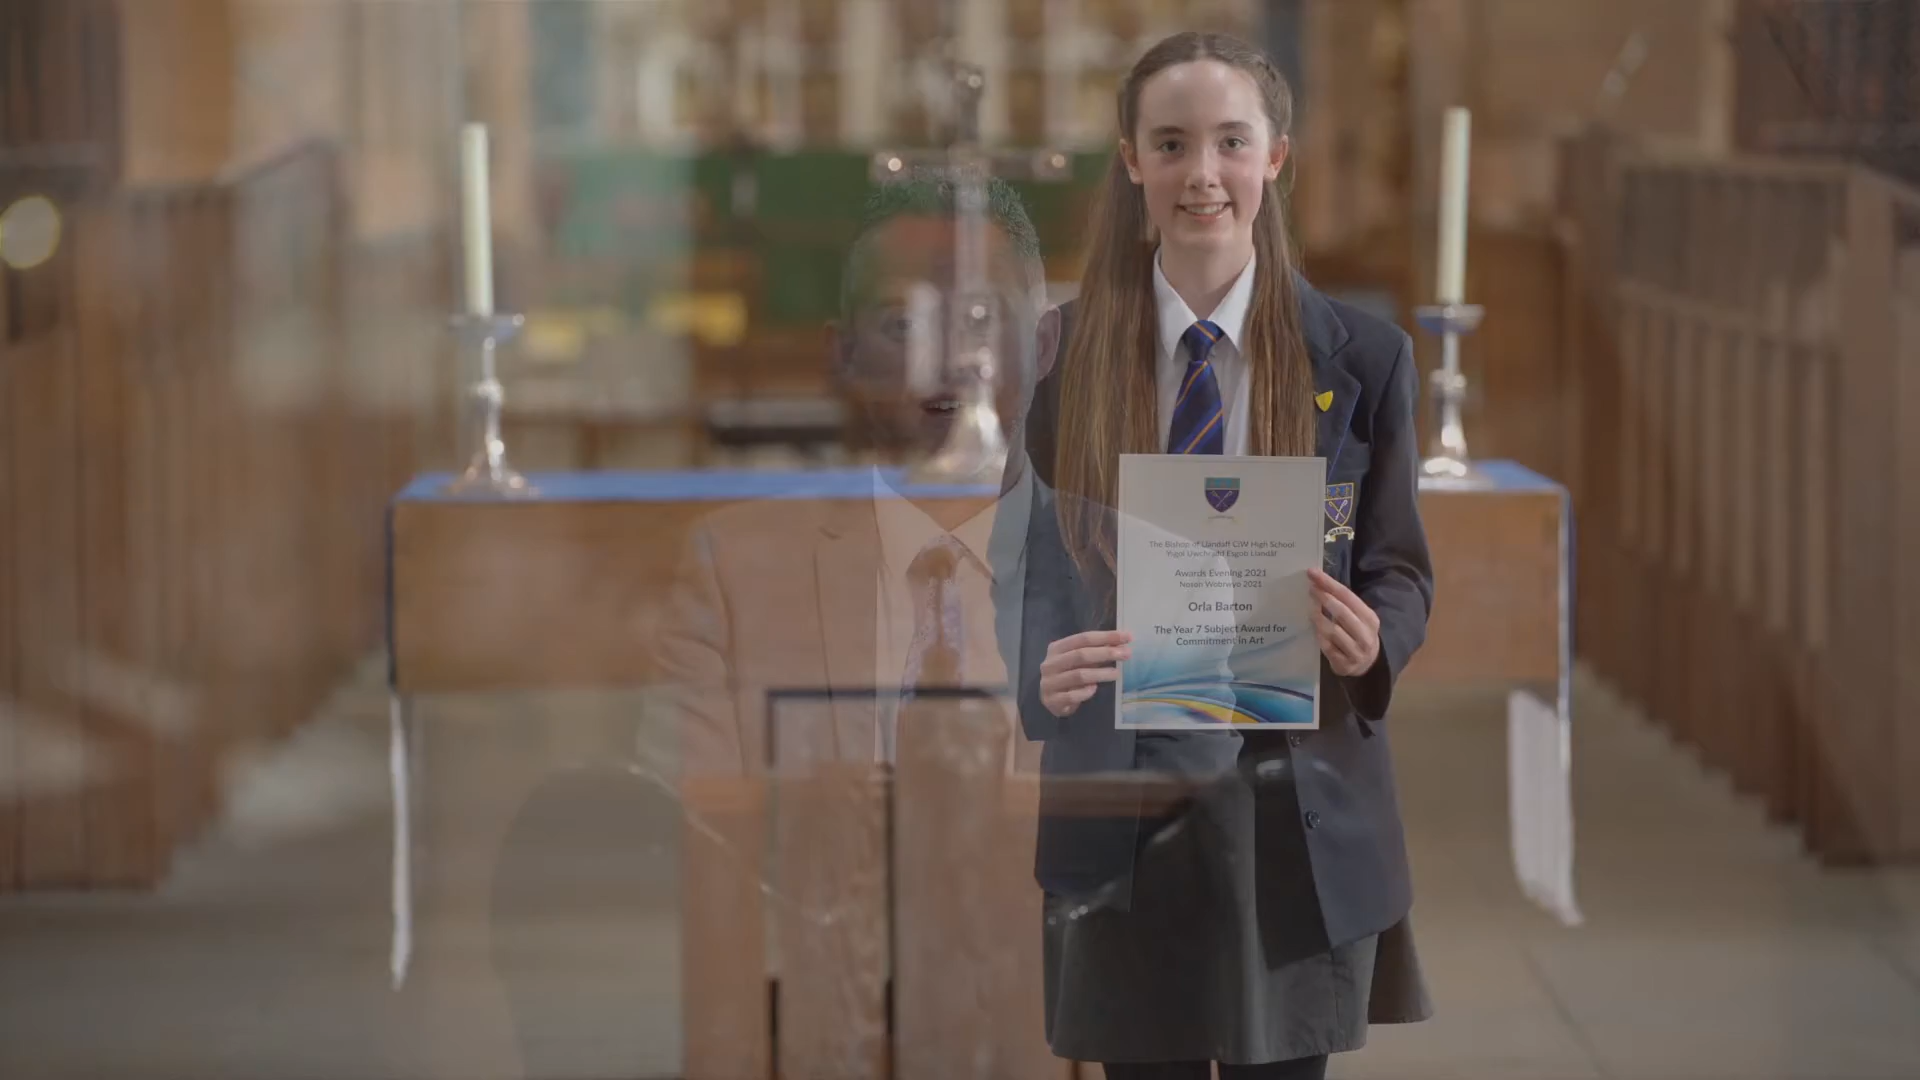 The Bishop of Llandaff CiW High School
Ysgol Uwchradd Esgob Llandaf
Awards Evening 2021
Noson Wobrwyo 2021
Orla Barton
The Year 7 Subject Award for
Commitment in Art